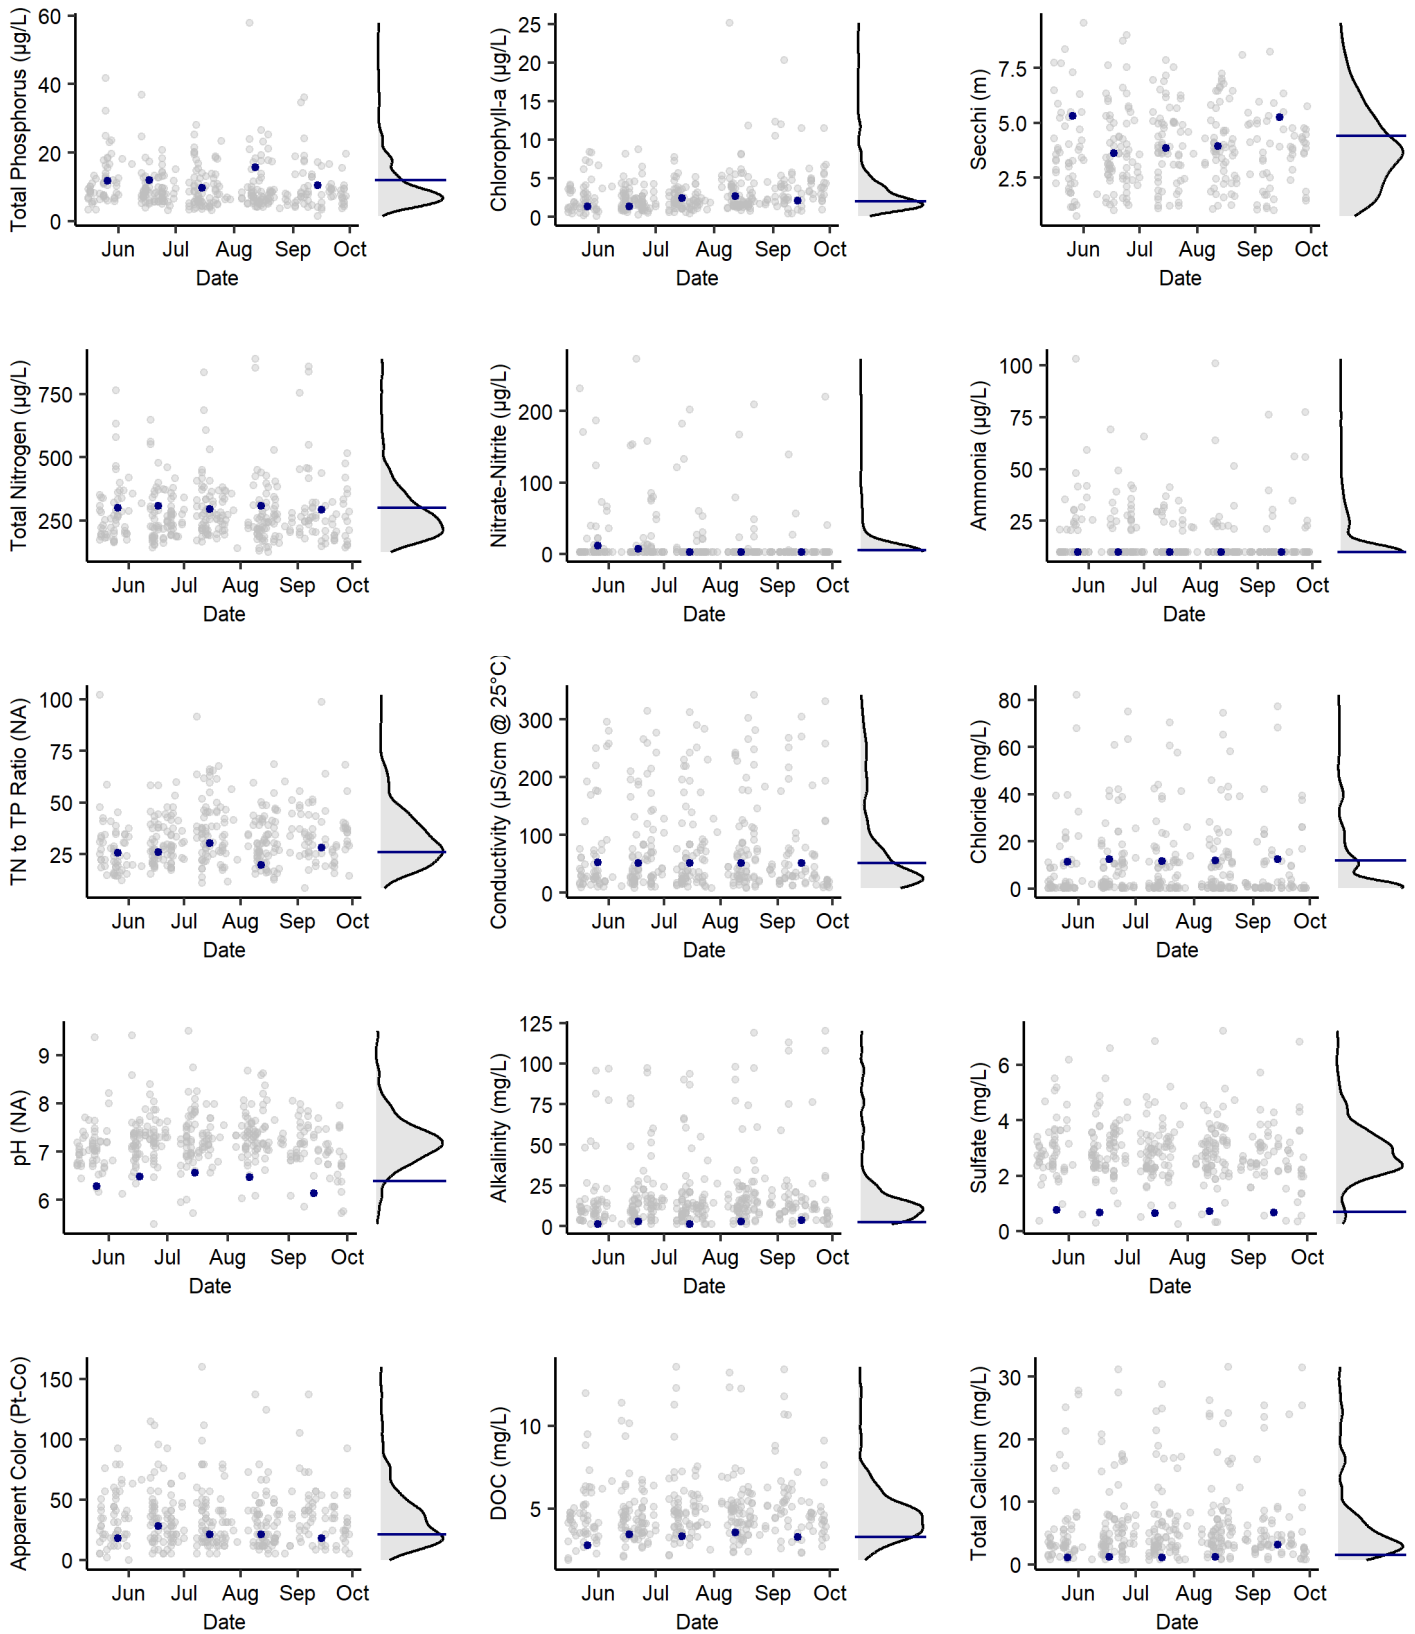 Total Phosphorus (µg/L)
60
40
20
0
Jun Jul Aug Sep Oct
Date
Chlorophyll-a (µg/L)
25
20
15
10
5
0
Jun Jul Aug Sep Oct
Date
Secchi (m)
7.5
5.0
2.5
Jun Jul Aug Sep Oct
Date
Total Nitrogen (µg/L)
750
500
250
Jun Jul Aug Sep Oct
Date
Nitrate-Nitrite (µg/L)
200
100
0
Jun Jul Aug Sep Oct
Date
Ammonia (µg/L)
100
75
50
25
Jun Jul Aug Sep Oct
Date
TN to TP Ratio (NA)
100
75
50
25
Jun Jul Aug Sep Oct
Date
Conductivity (µS/cm @ 25°C)
300
200
100
0
Jun Jul Aug Sep Oct
Date
Chloride (mg/L)
80
60
40
20
0
Jun Jul Aug Sep Oct
Date
pH (NA)
9
8
7
6
Jun Jul Aug Sep Oct
Date
Alkalinity (mg/L)
125
100
75
50
25
0
Jun Jul Aug Sep Oct
Date
Sulfate (mg/L)
6
4
2
0
Jun Jul Aug Sep Oct
Date
Apparent Color (Pt-Co)
150
100
50
0
Jun Jul Aug Sep Oct
Date
DOC (mg/L)
10
5
Jun Jul Aug Sep Oct
Date
Total Calcium (mg/L)
30
20
10
0
Jun Jul Aug Sep Oct
Date